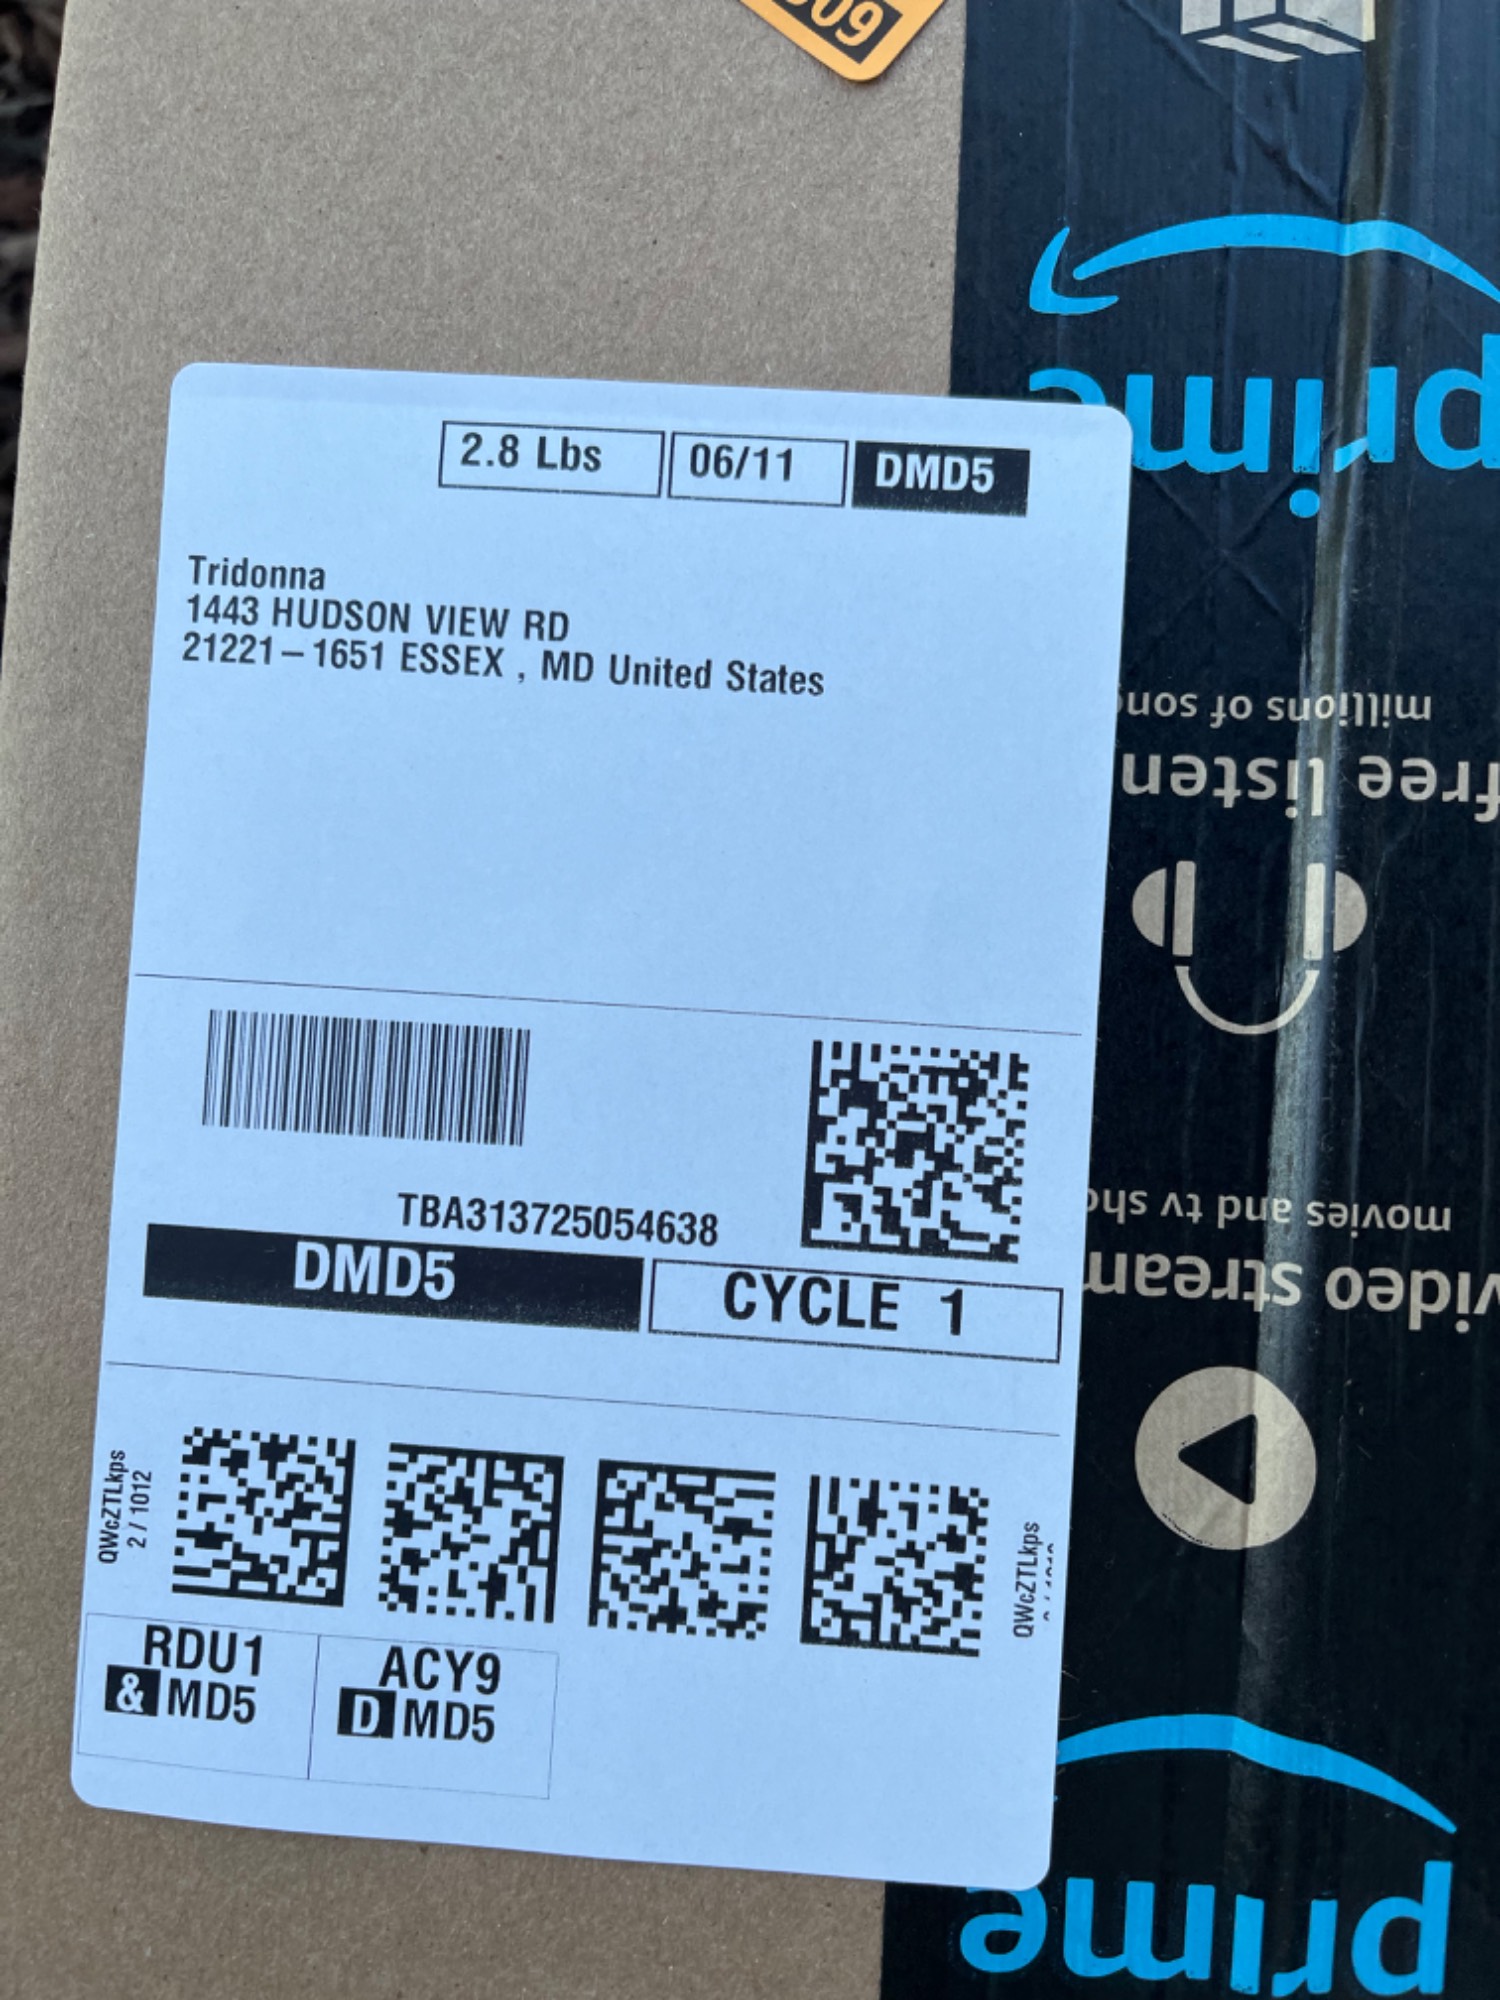 09
2.8 Lbs
06/11
DMD5
Tridonna
1443 HUDSON VIEW RD
21221-1651 ESSEX , MD United States
TBA313725054638
DMD5
CYCLE 1
QWcZTLkps
2 / 1012
QWcZTLkps
RDU1
& MD5
ACY9
D MD5
prime
video stream
movies and tv
free listen
millions of
prime